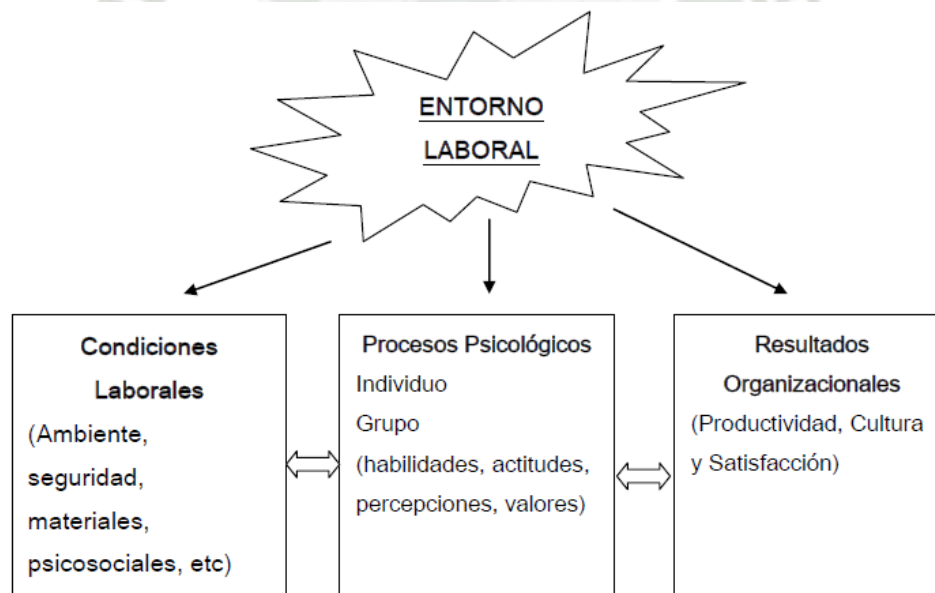 ENTORNO
LABORAL
Condiciones
Laborales
(Ambiente,
seguridad,
materiales,
psicosociales, etc)
Procesos Psicológicos
Individuo
Grupo
(habilidades, actitudes,
percepciones, valores)
Resultados
Organizacionales
(Productividad, Cultura
y Satisfacción)